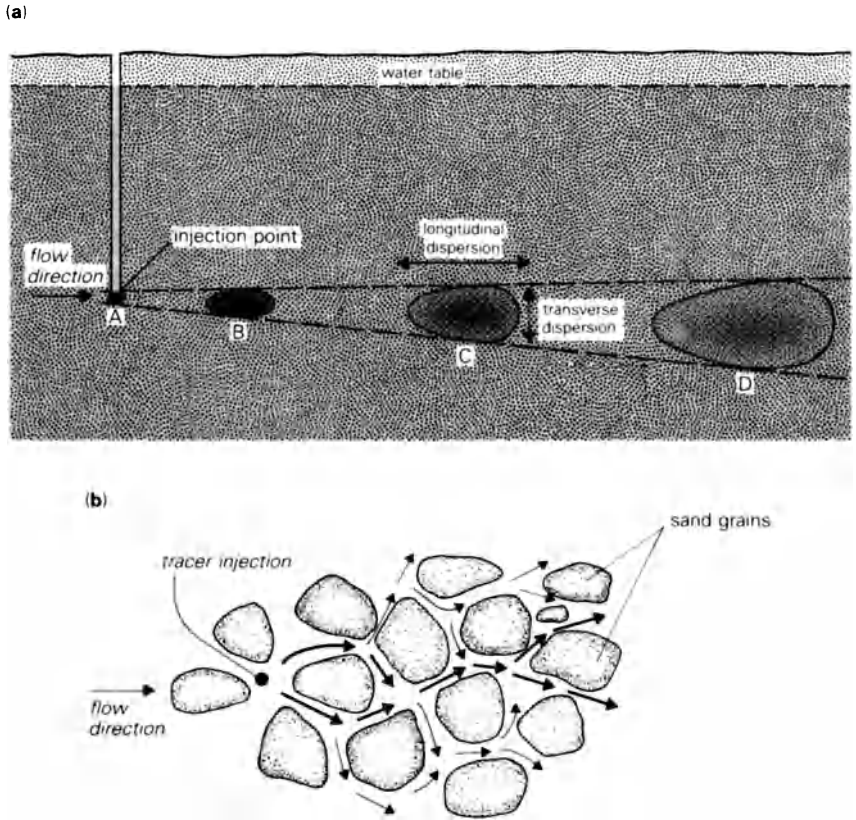 (a)
water table
injection point
flow
direction
longitudinal
dispersion
transverse
dispersion
A
B
C
D
(b)
sand grains
tracer injection
flow
direction